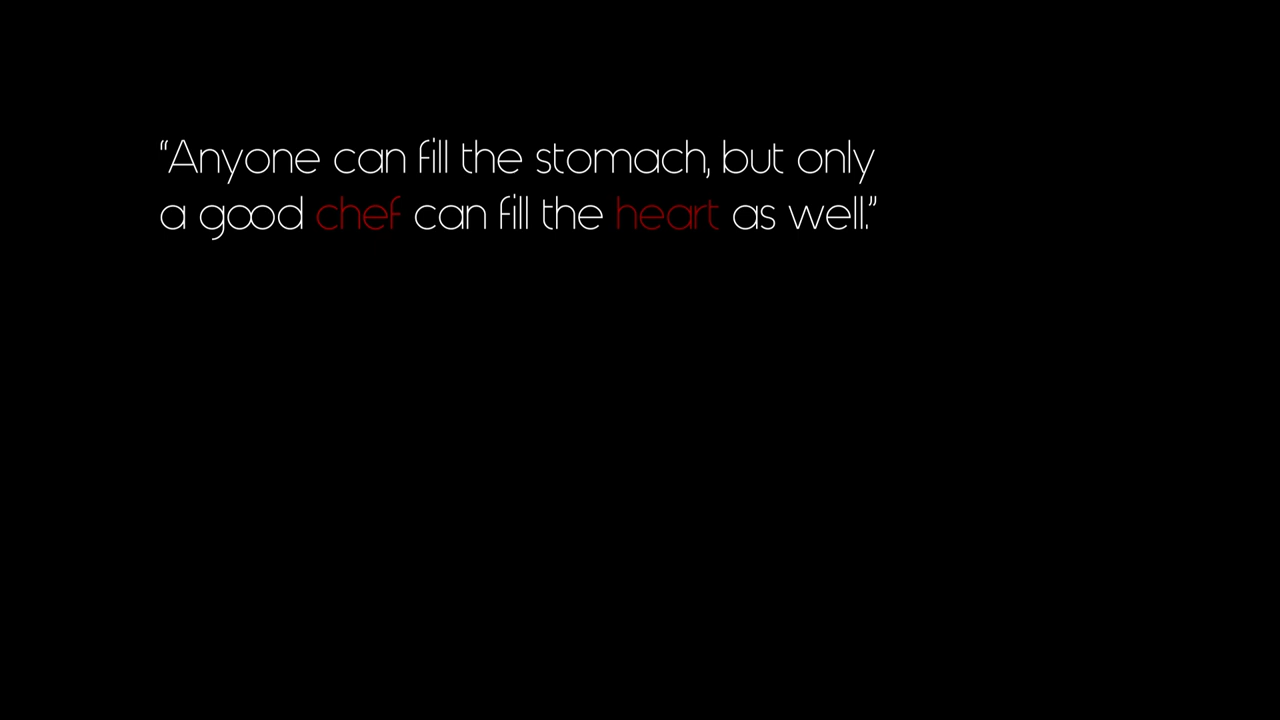 “Anyone can fill the stomach, but only
a good chef can fill the heart as well.”